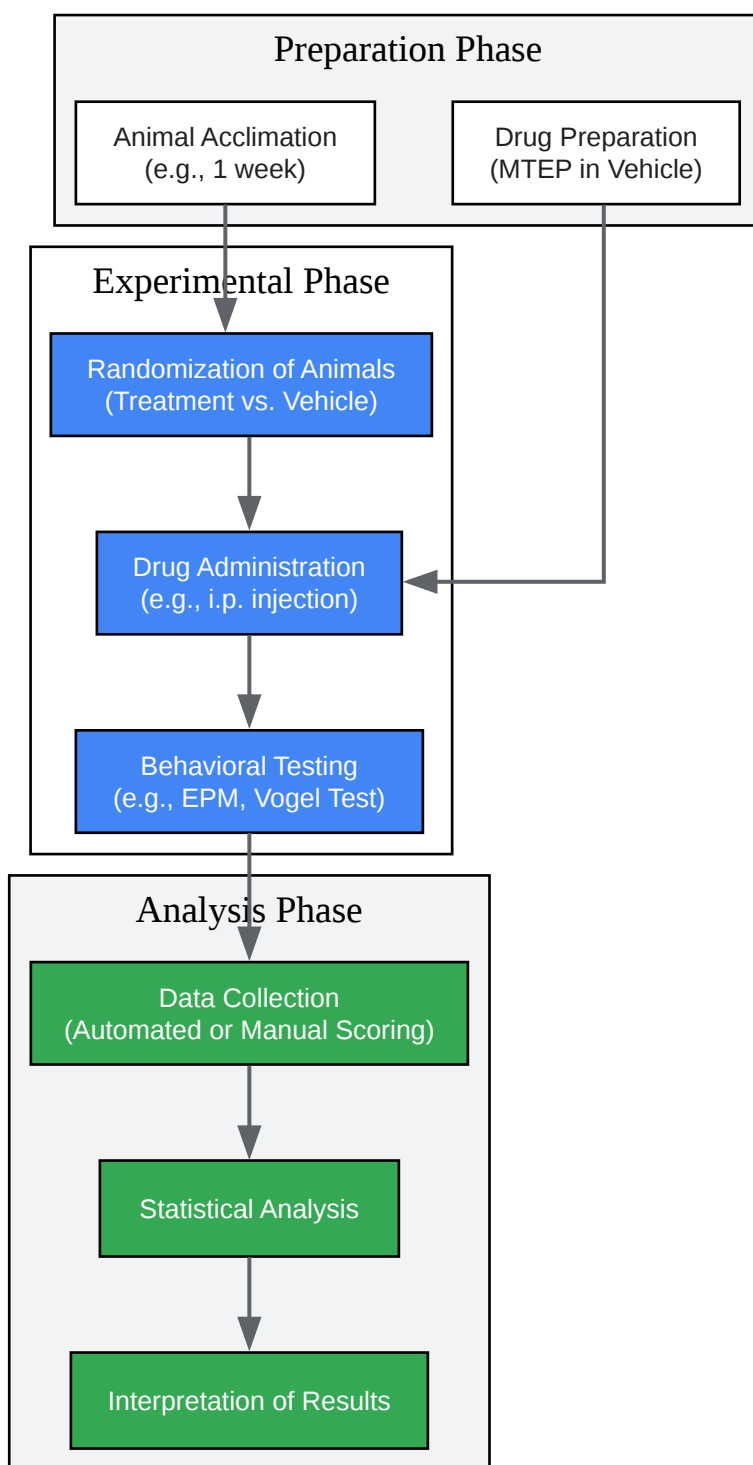 Preparation Phase
Animal Acclimation
(e.g., 1 week)
Drug Preparation
(MTEP in Vehicle)
Experimental Phase
Randomization of Animals
(Treatment vs. Vehicle)
Drug Administration
(e.g., i.p. injection)
Behavioral Testing
(e.g., EPM, Vogel Test)
Analysis Phase
Data Collection
(Automated or Manual Scoring)
Statistical Analysis
Interpretation of Results